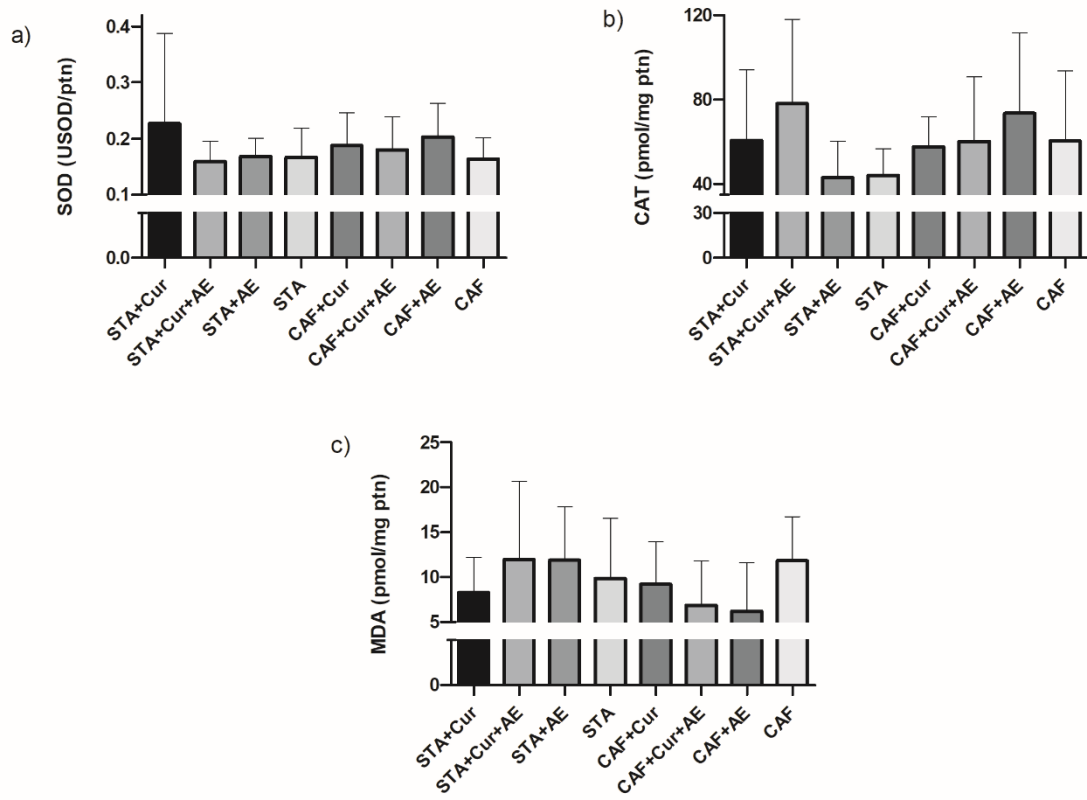 a)
SOD (USOD/ptn)
0.4
0.3
0.2
0.1
0.0
STA+Cur
STA+Cur+AE
STA+AE
STA
CAF+Cur
CAF+Cur+AE
CAF+AE
CAF
b)
CAT (pmol/mg ptn)
120
80
40
30
0
STA+Cur
STA+Cur+AE
STA+AE
STA
CAF+Cur
CAF+Cur+AE
CAF+AE
CAF
c)
MDA (pmol/mg ptn)
25
20
15
10
5
0
STA+Cur
STA+Cur+AE
STA+AE
STA
CAF+Cur
CAF+Cur+AE
CAF+AE
CAF